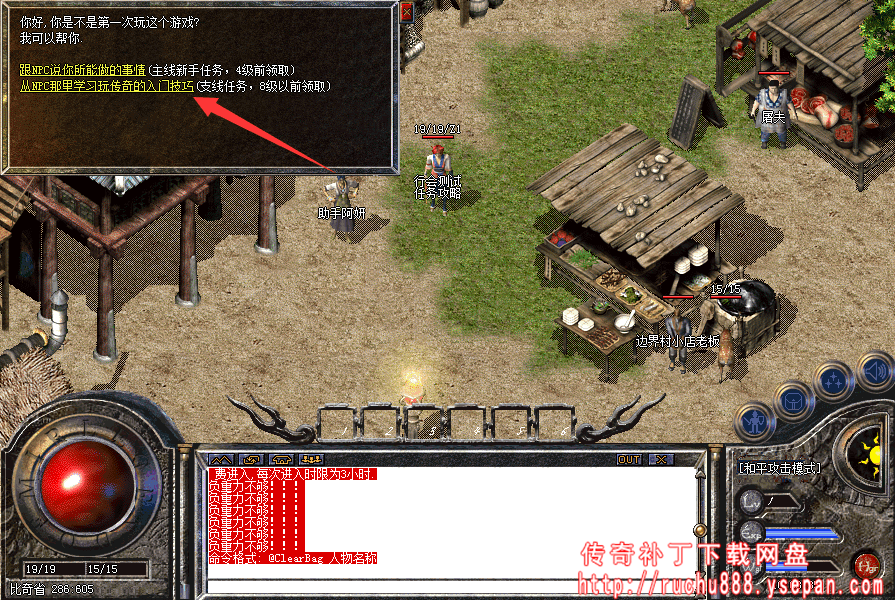 你好,你是不是第一次玩这个游戏?
我可以帮你.
跟NPC说你所能做的事情(主线新手任务, 4级前领取)
从NPC那里学习玩传奇的入门技巧(支线任务, 8级以前领取)
19/19/Z1
行会测试
任务攻略
助手阿妍
屠夫
15/15
边界村小店老板
OUT
费进入,每次进入时限为3小时.
负重力不够!!!
负重力不够!!!
负重力不够!!!
负重力不够!!!
负重力不够!!!
负重力不够!!!
命令格式: @ClearBag 人物名称
[和平攻击模式]
19/19
15/15
比奇省 286:605
传奇补丁下载网盘
http://ruchu888.ysepan.com